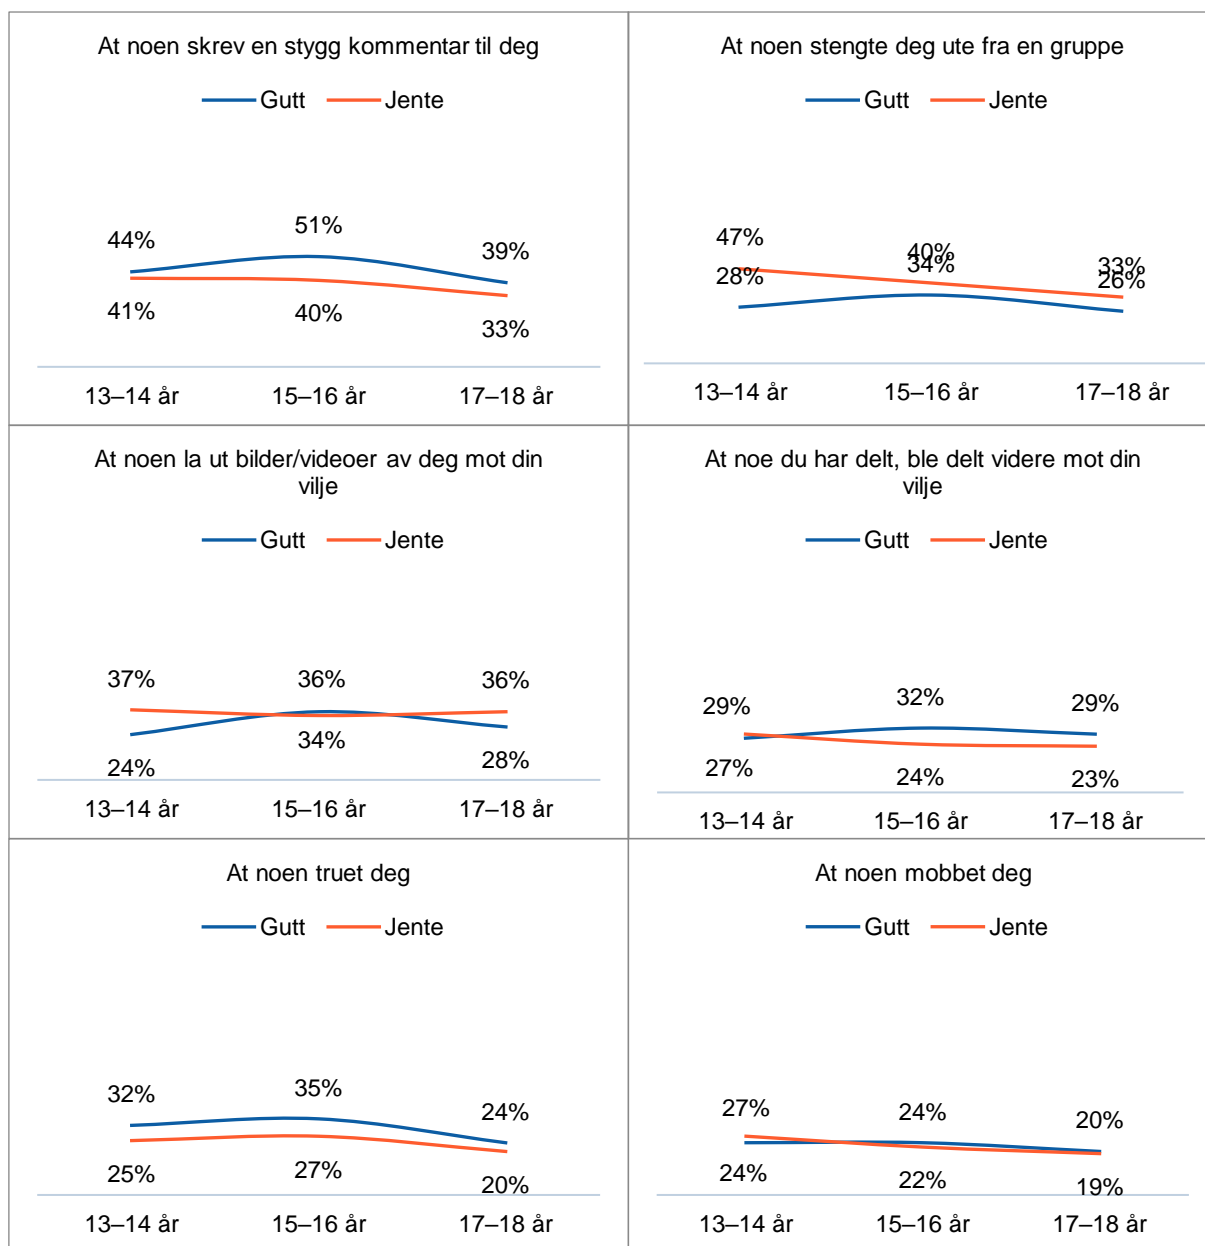 At noen skrev en stygg kommentar til deg
Gutt Jente
44% 51% 39%
41% 40% 33%
13–14 år 15–16 år 17–18 år
At noen stengte deg ute fra en gruppe
Gutt Jente
47% 40% 33%
28% 34% 26%
13–14 år 15–16 år 17–18 år
At noen la ut bilder/videoer av deg mot din
vilje
Gutt Jente
37% 36% 36%
24% 34% 28%
13–14 år 15–16 år 17–18 år
At noe du har delt, ble delt videre mot din
vilje
Gutt Jente
29% 32% 29%
27% 24% 23%
13–14 år 15–16 år 17–18 år
At noen truet deg
Gutt Jente
32% 35% 24%
25% 27% 20%
13–14 år 15–16 år 17–18 år
At noen mobbet deg
Gutt Jente
27% 24% 20%
24% 22% 19%
13–14 år 15–16 år 17–18 år